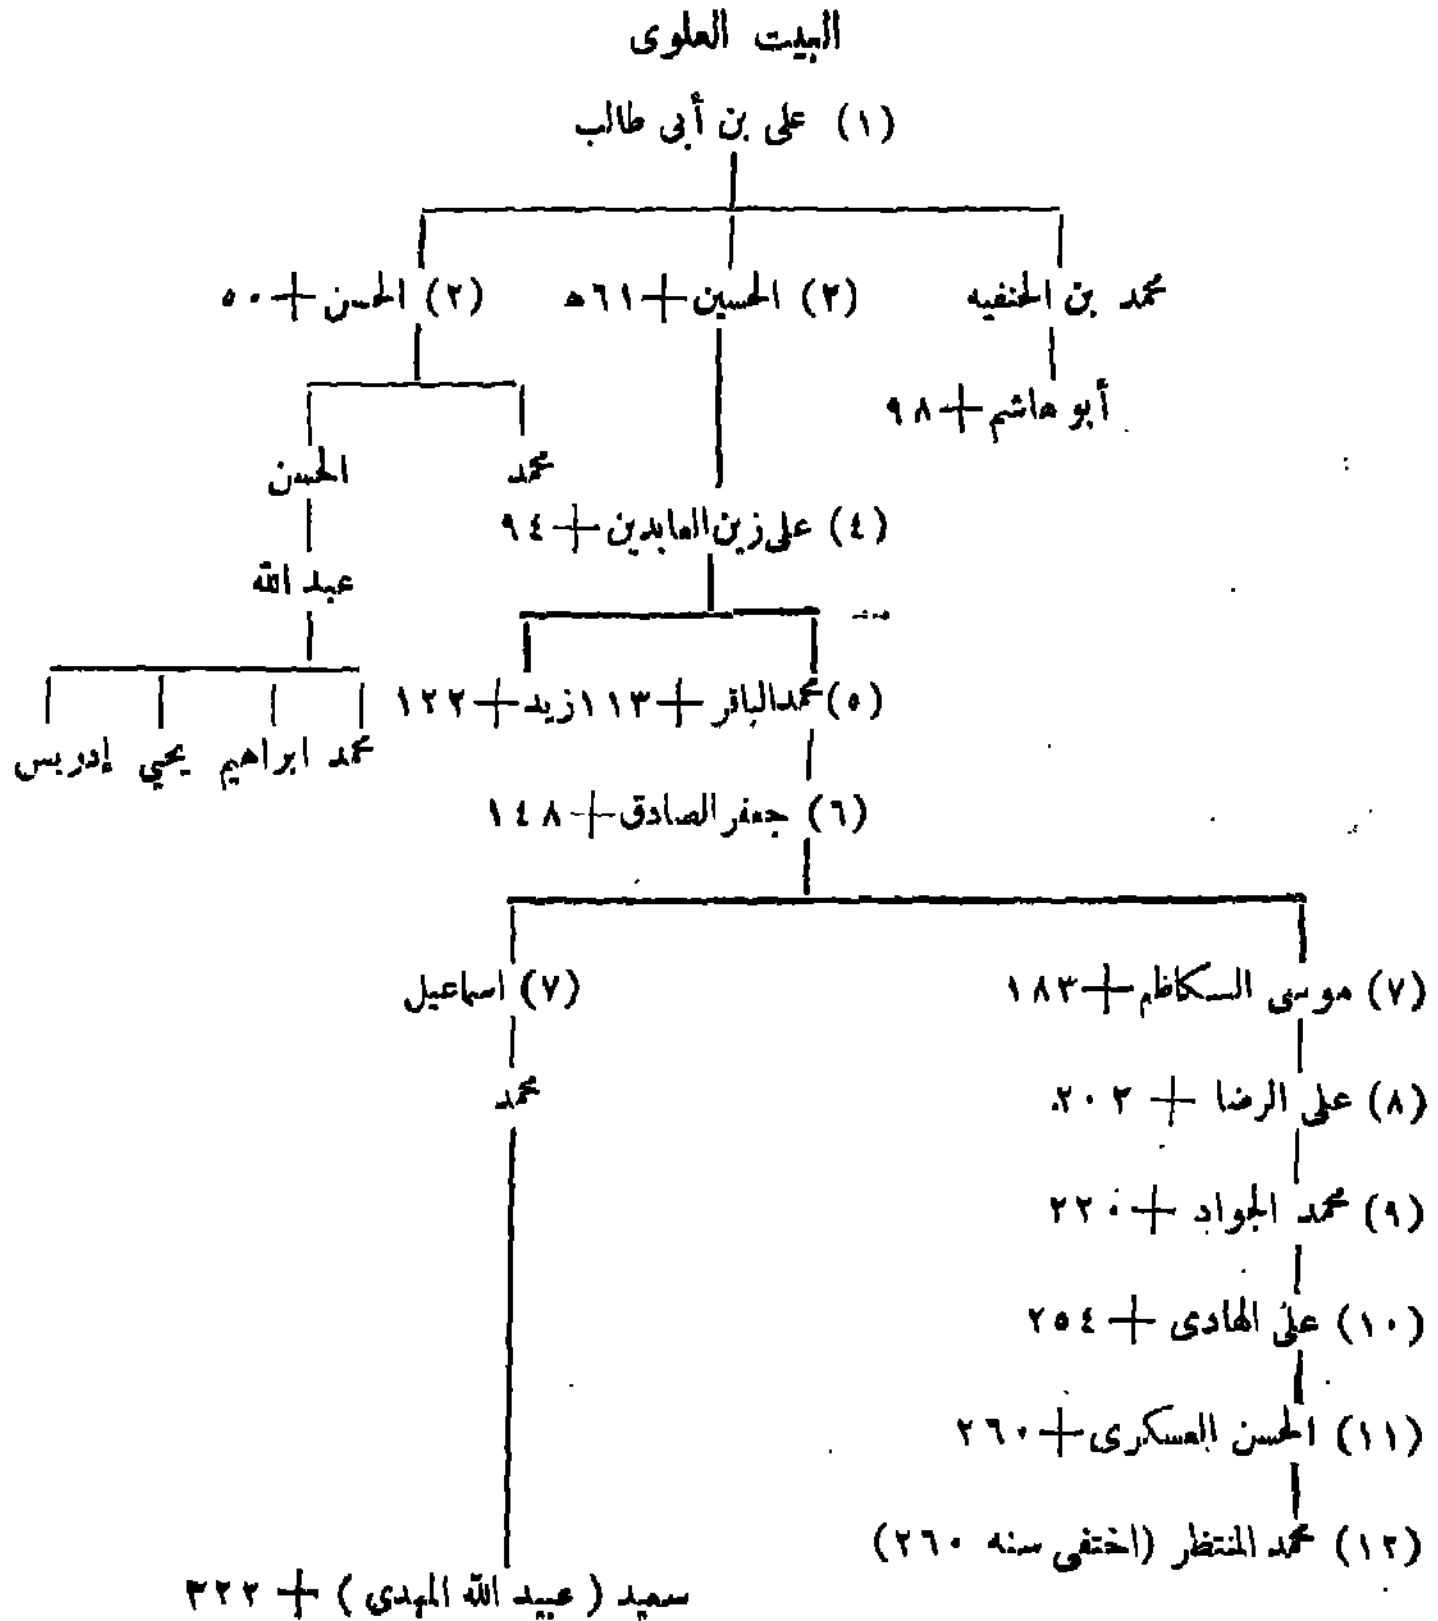 البيت العلوى
(١) على بن أبى طالب
محمد بن الحنفيه (٣) الحسين + ٦١ه (٢) الحسن + ٥٠
أبو هاشم + ٩٨
محمد الحسن
(٤) على زين العابدين + ٩٤
عبد الله
(٥) محمد الباقر + ١١٣ زيد + ١٢٢
محمد ابراهيم يحيي إدريس
(٦) جعفر الصادق + ١٤٨
(٧) موسى الكاظم + ١٨٣ (٧) اسماعيل
(٨) على الرضا + ٢٠٢ محمد
(٩) محمد الجواد + ٢٢٠
(١٠) على الهادى + ٢٥٤
(١١) الحسن العسكرى + ٢٦٠
(١٢) محمد المنتظر (اختفى سنه ٢٦٠)
سعيد (عبيد الله المهدى) + ٣٢٢